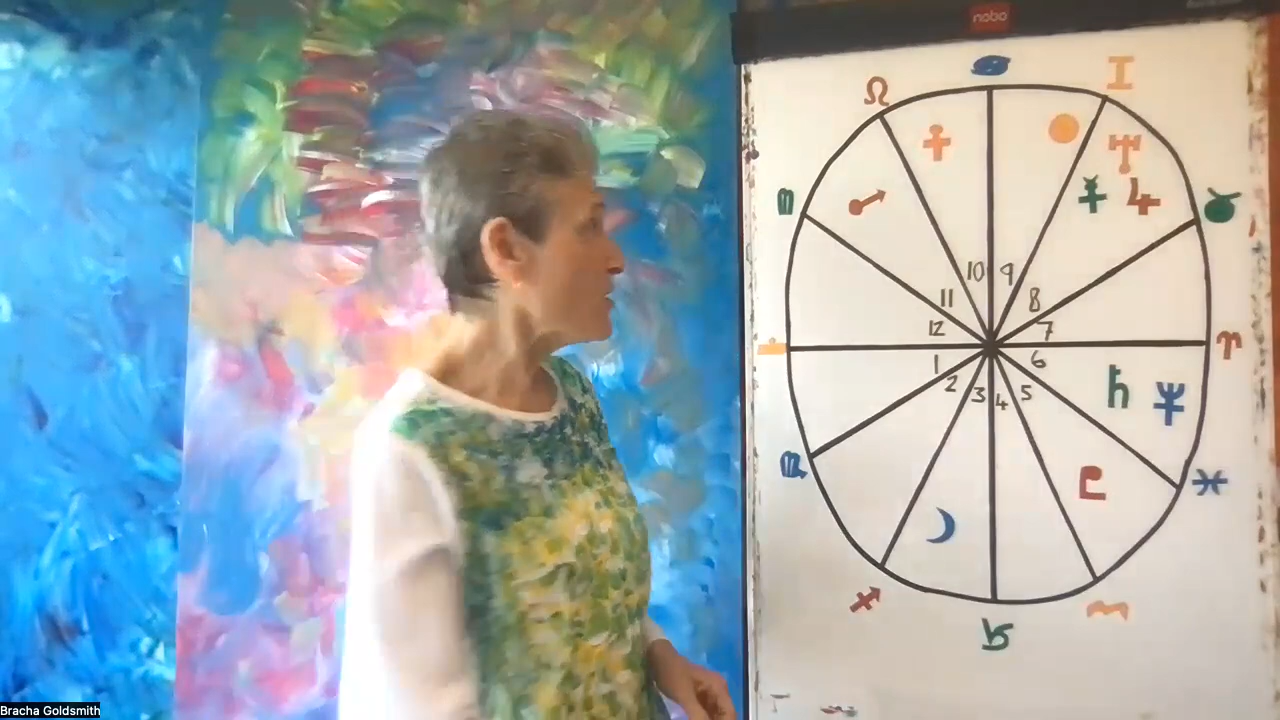 nobo
♋ ♊
♌
♍ ♂ ♀ ☉ ♅ ☿ ♃ ♉
10 9
11 8
12 7
♎ ♈
1 6
2 3 4 5
♄ ♆
♏ ♇ ♓
☽
♐ ♒
♑
Bracha Goldsmith